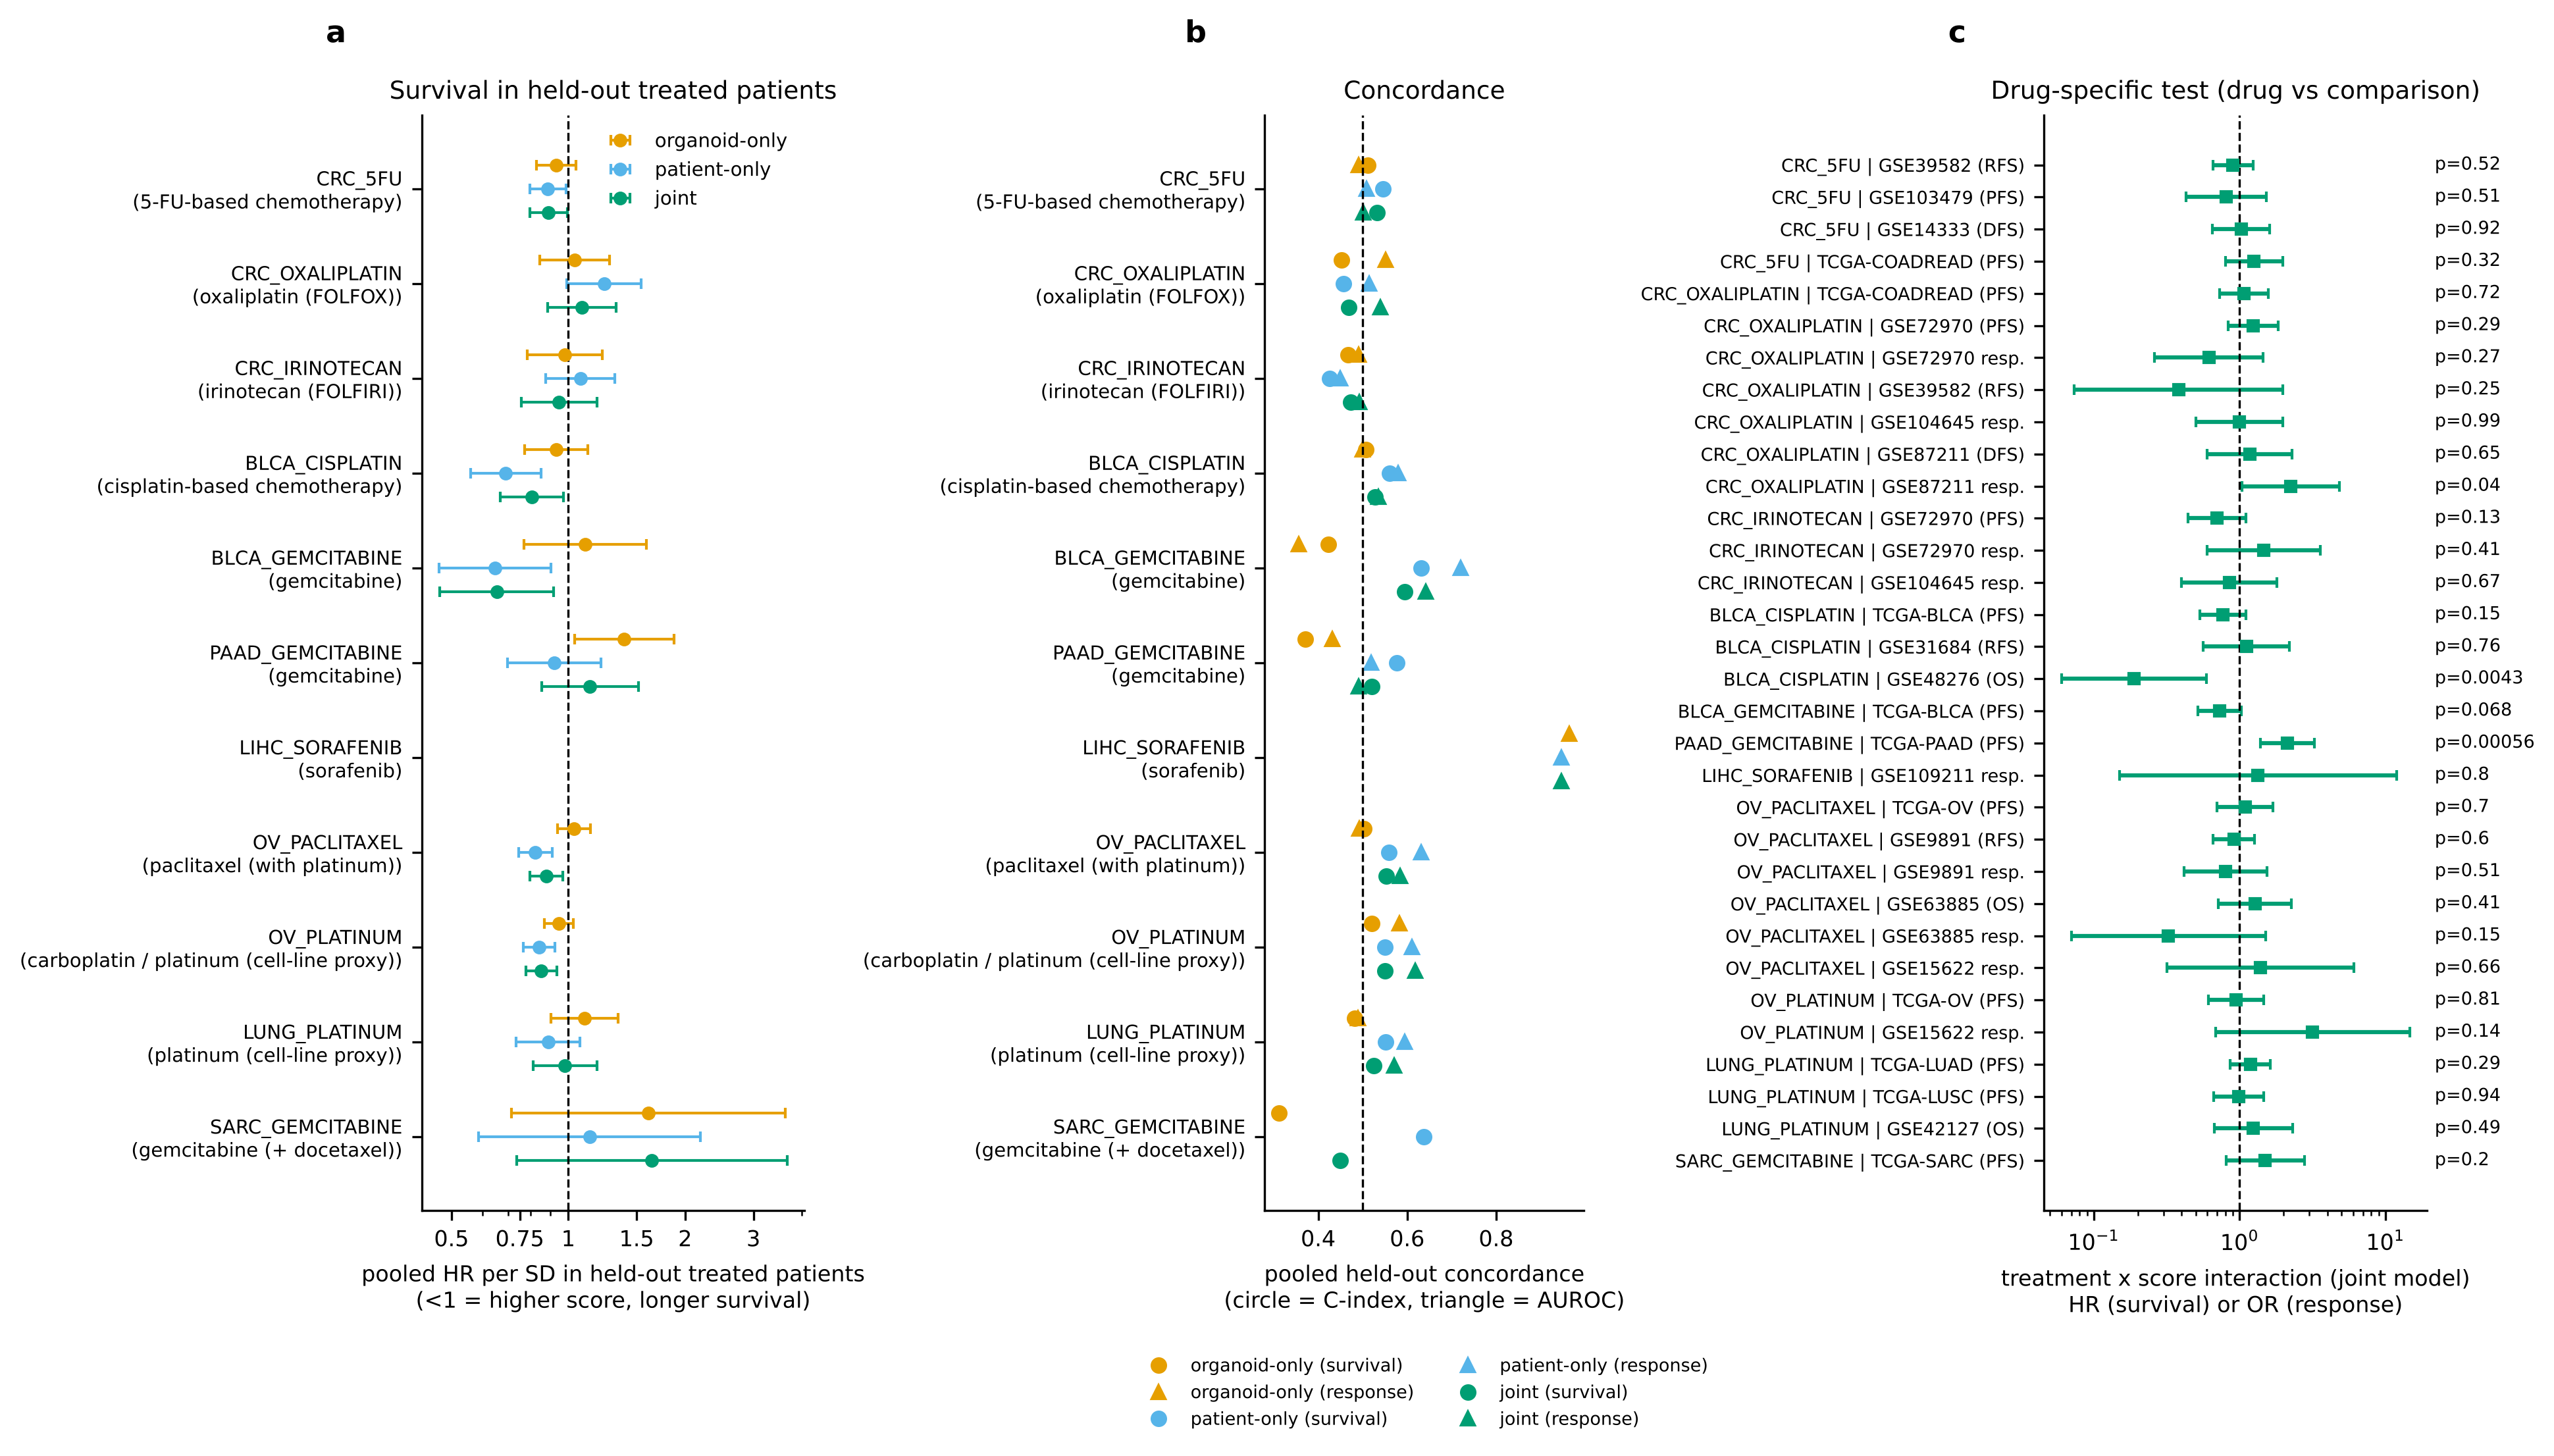 a
Survival in held-out treated patients
organoid-only
patient-only
joint
CRC_5FU
(5-FU-based chemotherapy)
CRC_OXALIPLATIN
(oxaliplatin (FOLFOX))
CRC_IRINOTECAN
(irinotecan (FOLFIRI))
BLCA_CISPLATIN
(cisplatin-based chemotherapy)
BLCA_GEMCITABINE
(gemcitabine)
PAAD_GEMCITABINE
(gemcitabine)
LIHC_SORAFENIB
(sorafenib)
OV_PACLITAXEL
(paclitaxel (with platinum))
OV_PLATINUM
(carboplatin / platinum (cell-line proxy))
LUNG_PLATINUM
(platinum (cell-line proxy))
SARC_GEMCITABINE
(gemcitabine (+ docetaxel))
0.5 0.75 1 1.5 2 3
pooled HR per SD in held-out treated patients
(<1 = higher score, longer survival)
b
Concordance
CRC_5FU
(5-FU-based chemotherapy)
CRC_OXALIPLATIN
(oxaliplatin (FOLFOX))
CRC_IRINOTECAN
(irinotecan (FOLFIRI))
BLCA_CISPLATIN
(cisplatin-based chemotherapy)
BLCA_GEMCITABINE
(gemcitabine)
PAAD_GEMCITABINE
(gemcitabine)
LIHC_SORAFENIB
(sorafenib)
OV_PACLITAXEL
(paclitaxel (with platinum))
OV_PLATINUM
(carboplatin / platinum (cell-line proxy))
LUNG_PLATINUM
(platinum (cell-line proxy))
SARC_GEMCITABINE
(gemcitabine (+ docetaxel))
0.4 0.6 0.8
pooled held-out concordance
(circle = C-index, triangle = AUROC)
organoid-only (survival)
organoid-only (response)
patient-only (survival)
patient-only (response)
joint (survival)
joint (response)
c
Drug-specific test (drug vs comparison)
CRC_5FU | GSE39582 (RFS) p=0.52
CRC_5FU | GSE103479 (PFS) p=0.51
CRC_5FU | GSE14333 (DFS) p=0.92
CRC_5FU | TCGA-COADREAD (PFS) p=0.32
CRC_OXALIPLATIN | TCGA-COADREAD (PFS) p=0.72
CRC_OXALIPLATIN | GSE72970 (PFS) p=0.29
CRC_OXALIPLATIN | GSE72970 resp. p=0.27
CRC_OXALIPLATIN | GSE39582 (RFS) p=0.25
CRC_OXALIPLATIN | GSE104645 resp. p=0.99
CRC_OXALIPLATIN | GSE87211 (DFS) p=0.65
CRC_OXALIPLATIN | GSE87211 resp. p=0.04
CRC_IRINOTECAN | GSE72970 (PFS) p=0.13
CRC_IRINOTECAN | GSE72970 resp. p=0.41
CRC_IRINOTECAN | GSE104645 resp. p=0.67
BLCA_CISPLATIN | TCGA-BLCA (PFS) p=0.15
BLCA_CISPLATIN | GSE31684 (RFS) p=0.76
BLCA_CISPLATIN | GSE48276 (OS) p=0.0043
BLCA_GEMCITABINE | TCGA-BLCA (PFS) p=0.068
PAAD_GEMCITABINE | TCGA-PAAD (PFS) p=0.00056
LIHC_SORAFENIB | GSE109211 resp. p=0.8
OV_PACLITAXEL | TCGA-OV (PFS) p=0.7
OV_PACLITAXEL | GSE9891 (RFS) p=0.6
OV_PACLITAXEL | GSE9891 resp. p=0.51
OV_PACLITAXEL | GSE63885 (OS) p=0.41
OV_PACLITAXEL | GSE63885 resp. p=0.15
OV_PACLITAXEL | GSE15622 resp. p=0.66
OV_PLATINUM | TCGA-OV (PFS) p=0.81
OV_PLATINUM | GSE15622 resp. p=0.14
LUNG_PLATINUM | TCGA-LUAD (PFS) p=0.29
LUNG_PLATINUM | TCGA-LUSC (PFS) p=0.94
LUNG_PLATINUM | GSE42127 (OS) p=0.49
SARC_GEMCITABINE | TCGA-SARC (PFS) p=0.2
10⁻¹ 10⁰ 10¹
treatment x score interaction (joint model)
HR (survival) or OR (response)